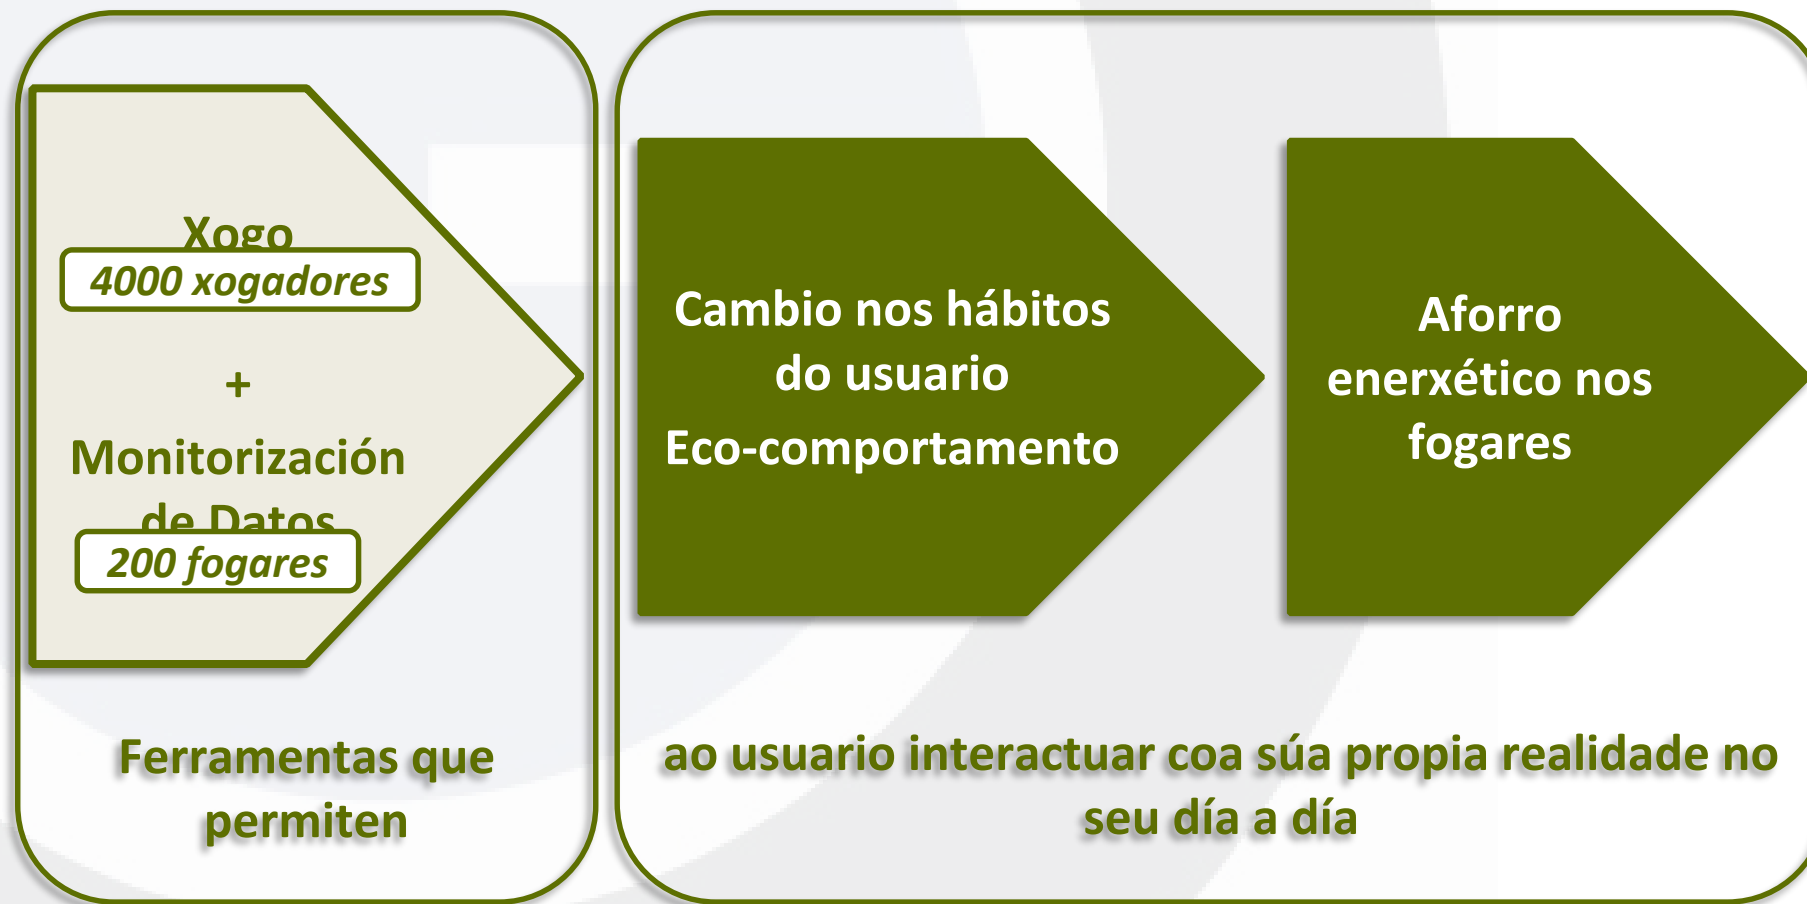 Xogo
4000 xogadores
+
Monitorización
de Datos
200 fogares
Ferramentas que
permiten
Cambio nos hábitos
do usuario
Eco-comportamento
Aforro
enerxético nos
fogares
ao usuario interactuar coa súa propia realidade no
seu día a día